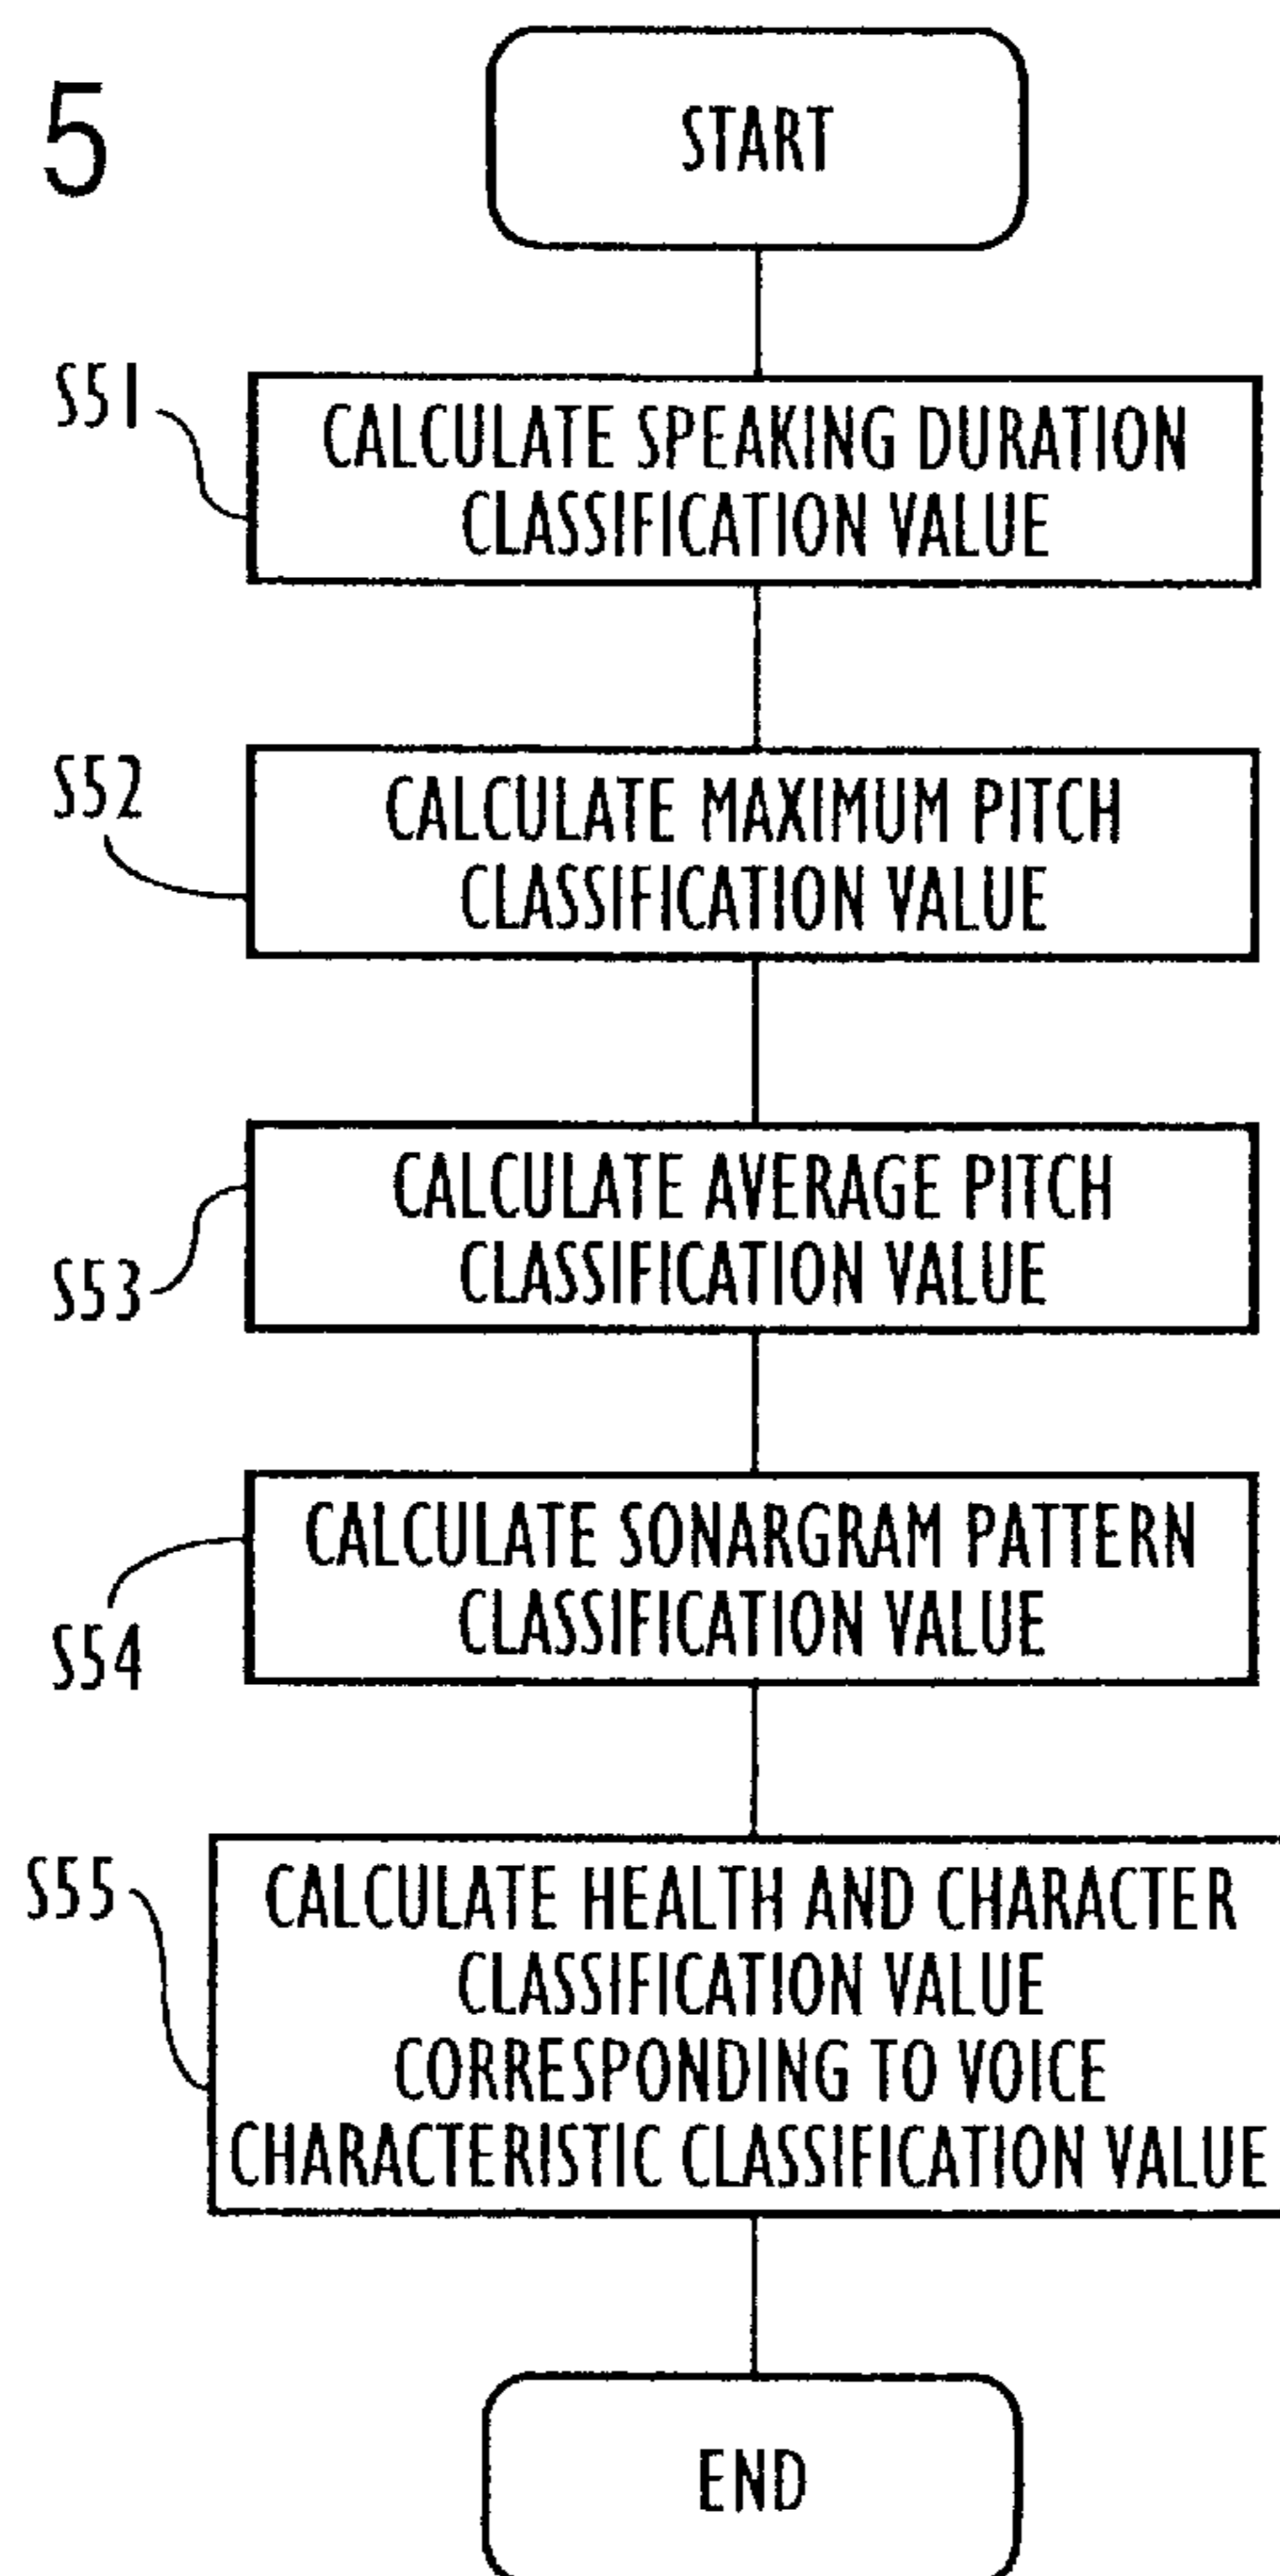 5
START
S51
CALCULATE SPEAKING DURATION
CLASSIFICATION VALUE
S52
CALCULATE MAXIMUM PITCH
CLASSIFICATION VALUE
S53
CALCULATE AVERAGE PITCH
CLASSIFICATION VALUE
S54
CALCULATE SONARGRAM PATTERN
CLASSIFICATION VALUE
S55
CALCULATE HEALTH AND CHARACTER
CLASSIFICATION VALUE
CORRESPONDING TO VOICE
CHARACTERISTIC CLASSIFICATION VALUE
END